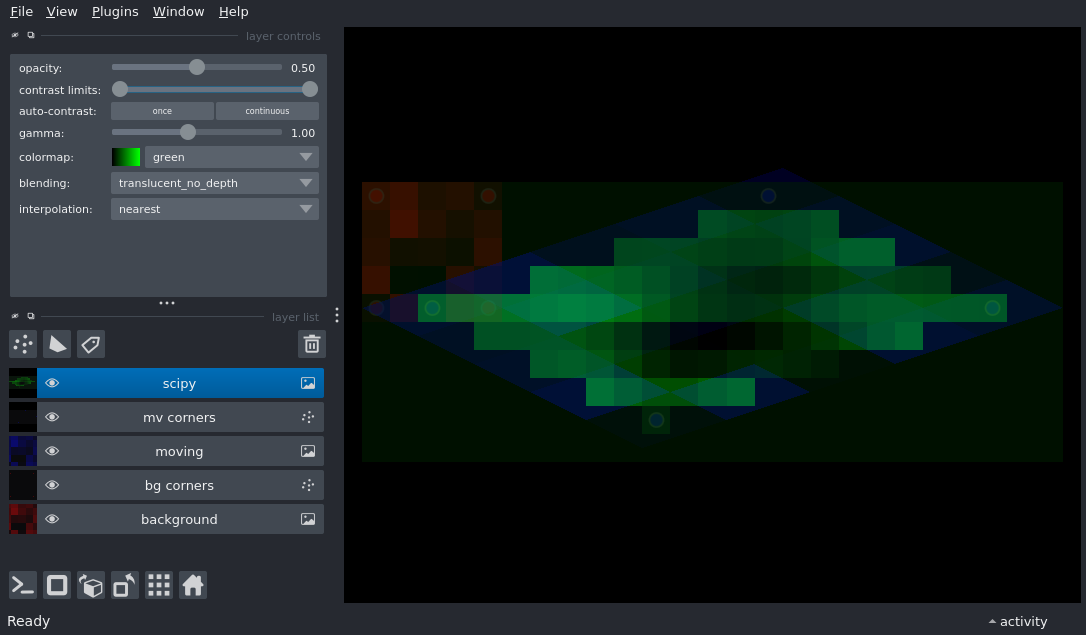 File View Plugins Window Help
layer controls
opacity: 0.50
contrast limits:
auto-contrast: once continuous
gamma: 1.00
colormap: green
blending: translucent_no_depth
interpolation: nearest
layer list
scipy
mv corners
moving
bg corners
background
Ready activity